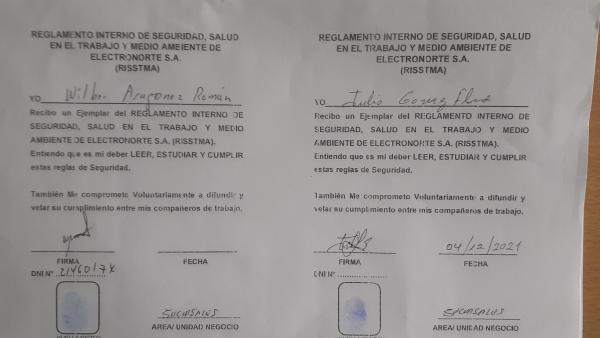 REGLAMENTO INTERNO DE SEGURIDAD, SALUD
EN EL TRABAJO Y MEDIO AMBIENTE DE
ELECTRONORTE S.A.
(RISSTMA)
YO Wilber Román
Recibo un Ejemplar del REGLAMENTO INTERNO DE
SEGURIDAD, SALUD EN EL TRABAJO Y MEDIO
AMBIENTE DE ELECTRONORTE S.A. (RISSTMA).
Entiendo que es mi deber LEER, ESTUDIAR Y CUMPLIR
estas reglas de Seguridad.
También Me comprometo Voluntariamente a difundir y
velar su cumplimiento entre mis compañeros de trabajo.
FIRMA
FECHA
DNI N°
SUCURSALES
AREA/ UNIDAD NEGOCIO
REGLAMENTO INTERNO DE SEGURIDAD, SALUD
EN EL TRABAJO Y MEDIO AMBIENTE DE
ELECTRONORTE S.A.
(RISSTMA)
YO Julio
Recibo un Ejemplar del REGLAMENTO INTERNO DE
SEGURIDAD, SALUD EN EL TRABAJO Y MEDIO
AMBIENTE DE ELECTRONORTE S.A. (RISSTMA).
Entiendo que es mi deber LEER, ESTUDIAR Y CUMPLIR
estas reglas de Seguridad.
También Me comprometo Voluntariamente a difundir y
velar su cumplimiento entre mis compañeros de trabajo.
04/12/2021
FIRMA
FECHA
DNI N°
SUCURSALES
AREA/ UNIDAD NEGOCIO